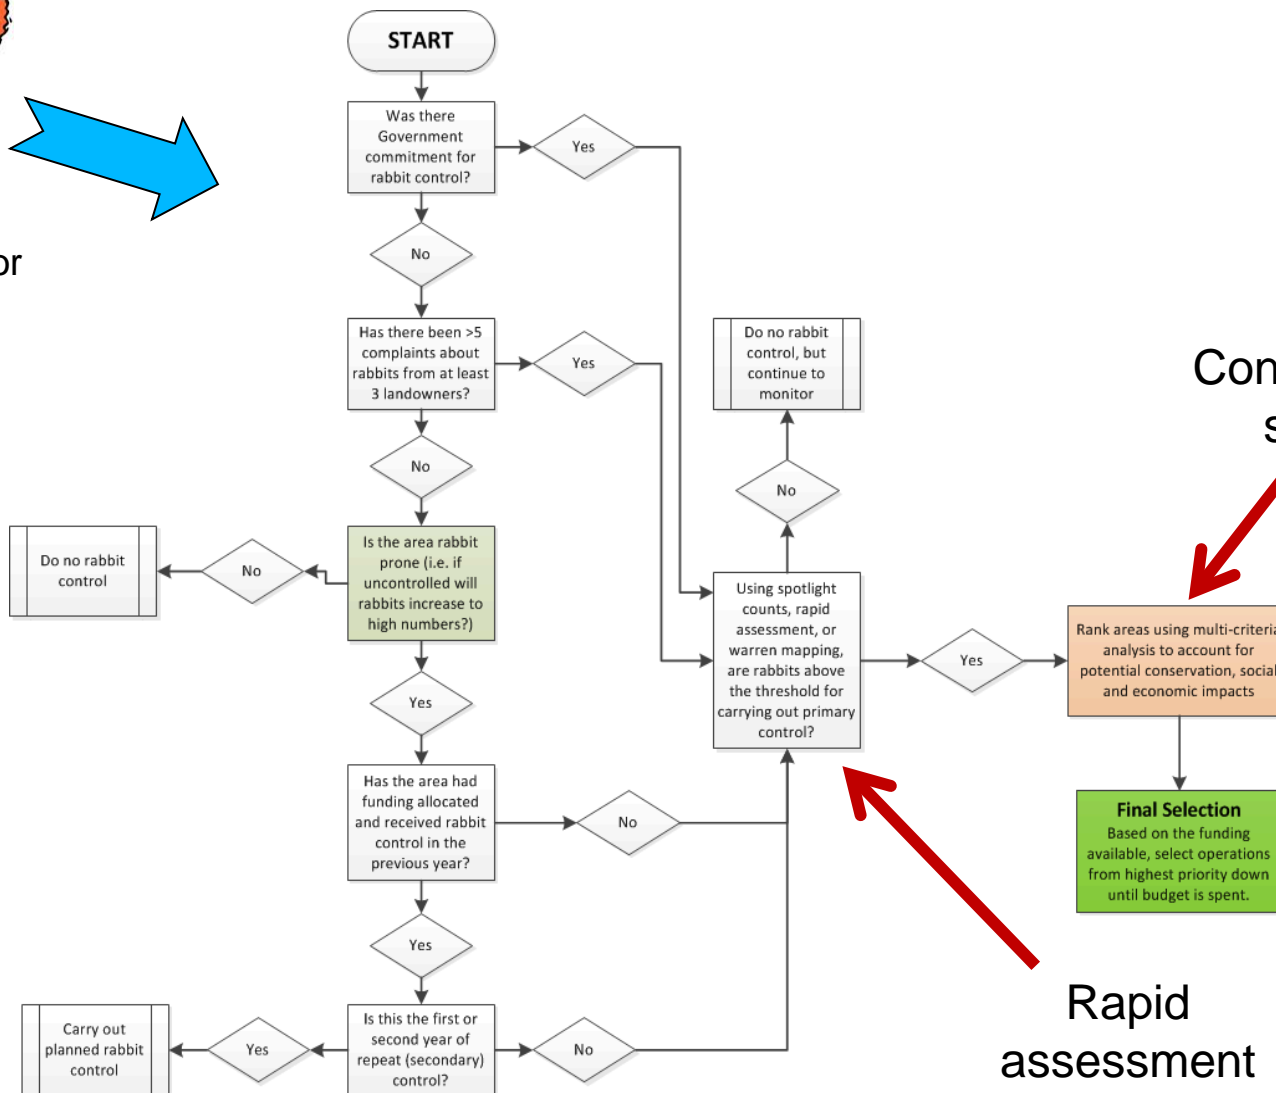 START
Was there
Government
commitment for
rabbit control?
Yes
No
or
Has there been >5
complaints about
rabbits from at least
3 landowners?
Yes
Do no rabbit
control, but
continue to
monitor
Con
s
No
No
Is the area rabbit
prone (i.e. if
uncontrolled will
rabbits increase to
high numbers?)
No
Do no rabbit
control
Using spotlight
counts, rapid
assessment, or
warren mapping,
are rabbits above
the threshold for
carrying out primary
control?
Yes
Rank areas using multi-criteria
analysis to account for
potential conservation, social
and economic impacts
Yes
Has the area had
funding allocated
and received rabbit
control in the
previous year?
No
Final Selection
Based on the funding
available, select operations
from highest priority down
until budget is spent.
Yes
Rapid
assessment
Is this the first or
second year of
repeat (secondary)
control?
No
Yes
Carry out
planned rabbit
control